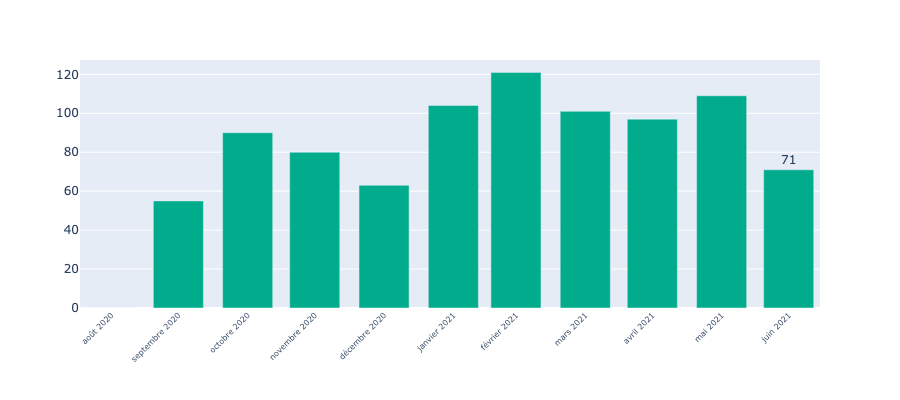 120
100
80
60
40
20
0
71
août 2020
septembre 2020
octobre 2020
novembre 2020
décembre 2020
janvier 2021
février 2021
mars 2021
avril 2021
mai 2021
juin 2021